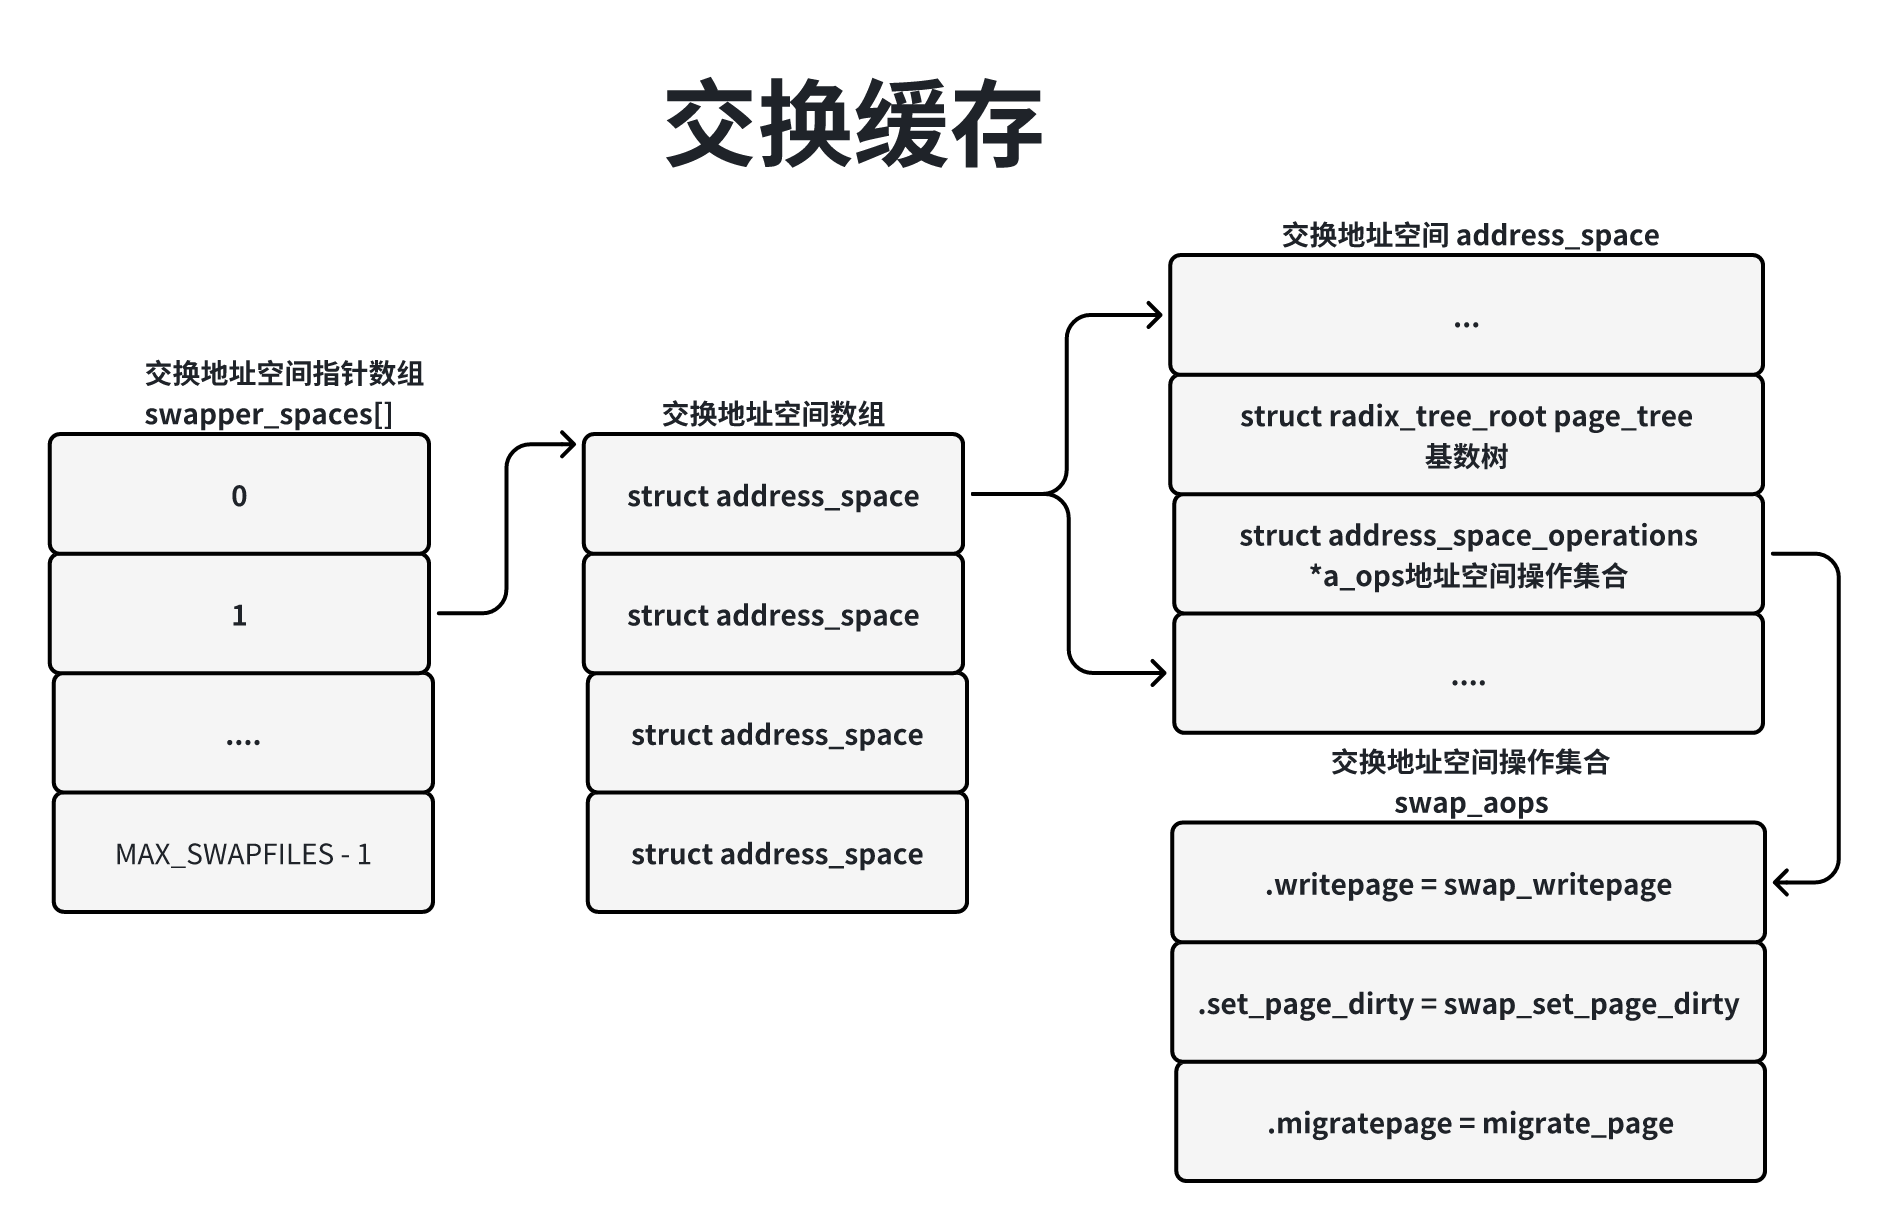 交换缓存
交换地址空间指针数组
swapper_spaces[]
0
1
....
MAX_SWAPFILES - 1
交换地址空间数组
struct address_space
struct address_space
struct address_space
struct address_space
交换地址空间 address_space
...
struct radix_tree_root page_tree
基数树
struct address_space_operations
*a_ops地址空间操作集合
....
交换地址空间操作集合
swap_aops
.writepage = swap_writepage
.set_page_dirty = swap_set_page_dirty
.migratepage = migrate_page